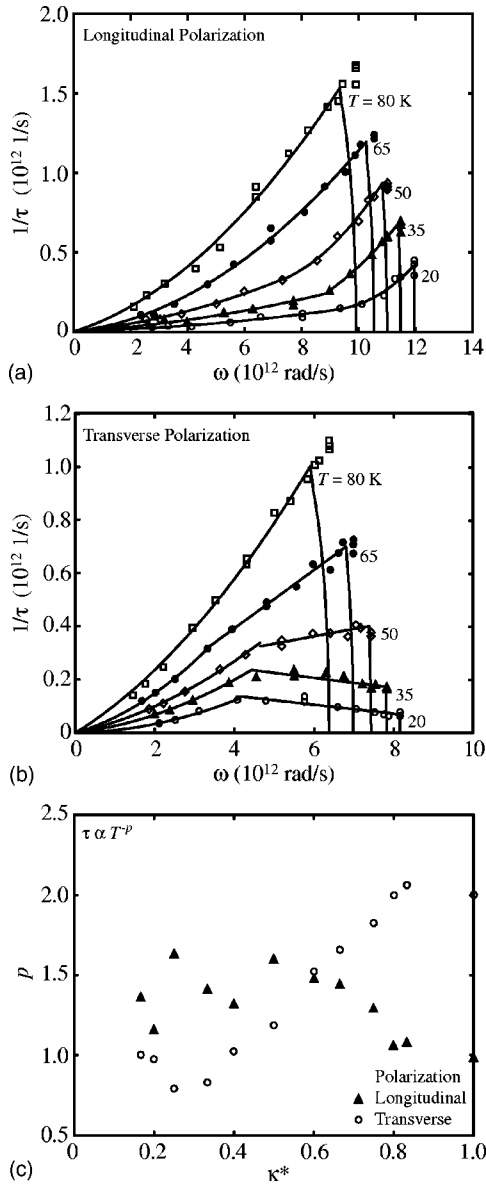 2.0
Longitudinal Polarization
1.5
T = 80 K
1/τ (10¹² 1/s)
65
1.0
50
35
0.5
20
0
0 2 4 6 8 10 12 14
(a)
ω (10¹² rad/s)
1.2
Transverse Polarization
1.0
T = 80 K
0.8
1/τ (10¹² 1/s)
65
0.6
50
0.4
35
0.2
20
0
0 2 4 6 8 10
(b)
ω (10¹² rad/s)
2.5
τ α T⁻ᵖ
2.0
p
1.5
1.0
Polarization
▲ Longitudinal
○ Transverse
0.5
0 0.2 0.4 0.6 0.8 1.0
(c)
κ*